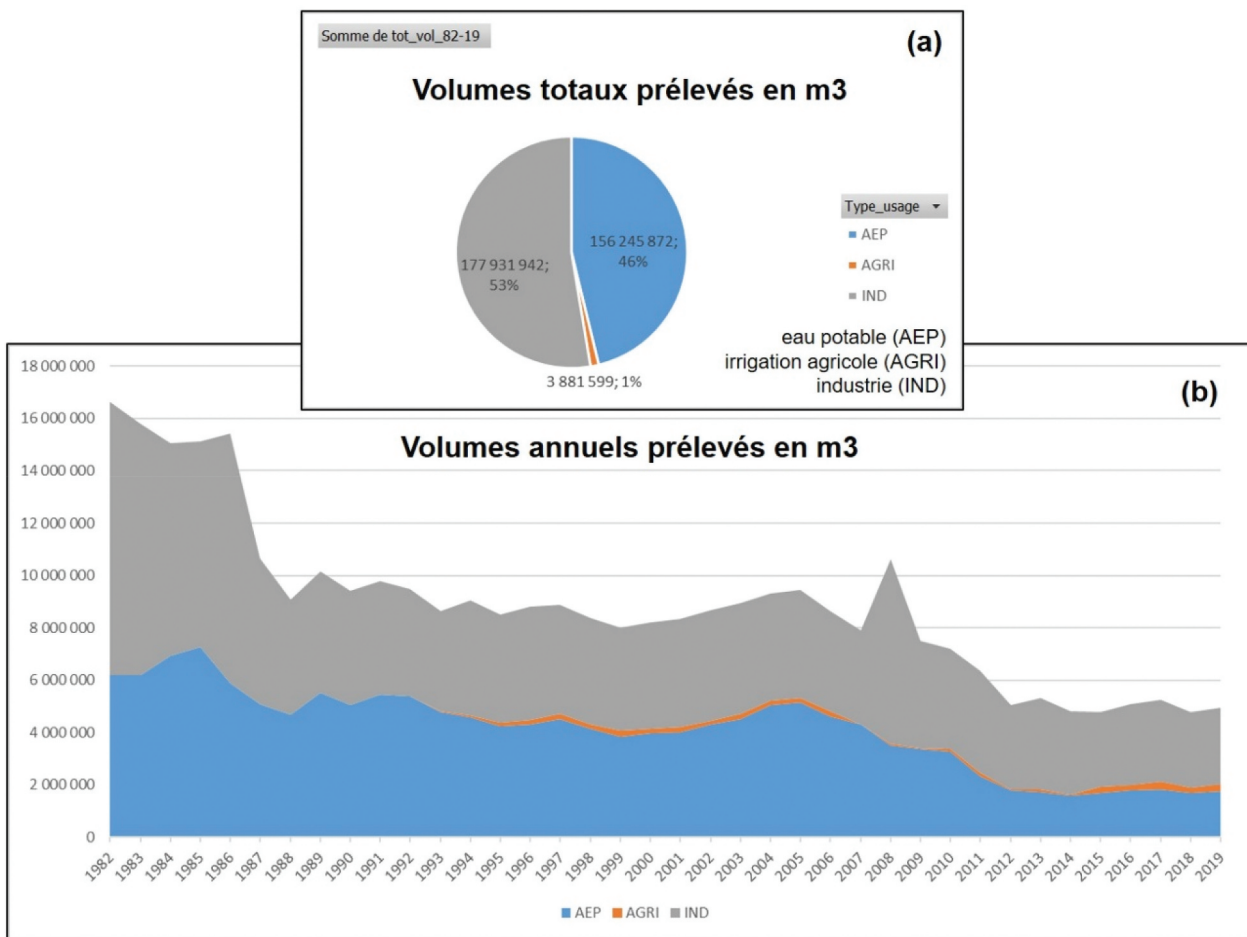 Somme de tot_vol_82-19
(a)
Volumes totaux prélevés en m3
156 245 872;
46%
177 931 942;
53%
3 881 599; 1%
Type_usage
AEP
AGRI
IND
eau potable (AEP)
irrigation agricole (AGRI)
industrie (IND)
(b)
Volumes annuels prélevés en m3
18 000 000
16 000 000
14 000 000
12 000 000
10 000 000
8 000 000
6 000 000
4 000 000
2 000 000
0
1982 1983 1984 1985 1986 1987 1988 1989 1990 1991 1992 1993 1994 1995 1996 1997 1998 1999 2000 2001 2002 2003 2004 2005 2006 2007 2008 2009 2010 2011 2012 2013 2014 2015 2016 2017 2018 2019
AEP AGRI IND